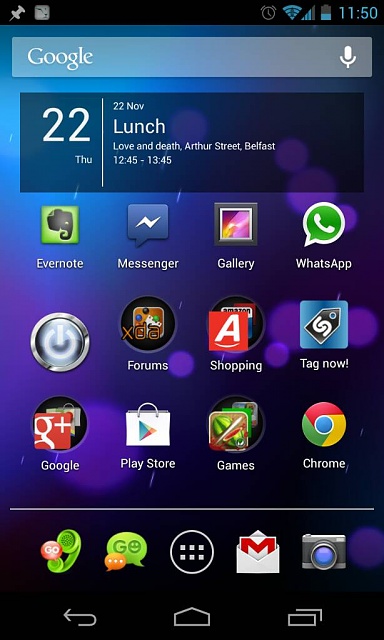 11:50
Google
22
Thu
22 Nov
Lunch
Love and death, Arthur Street, Belfast
12:45 - 13:45
Evernote
Messenger
Gallery
WhatsApp
xda
amazon
A
Forums
Shopping
Tag now!
g+
Google
Play Store
Games
Chrome
GO
GO